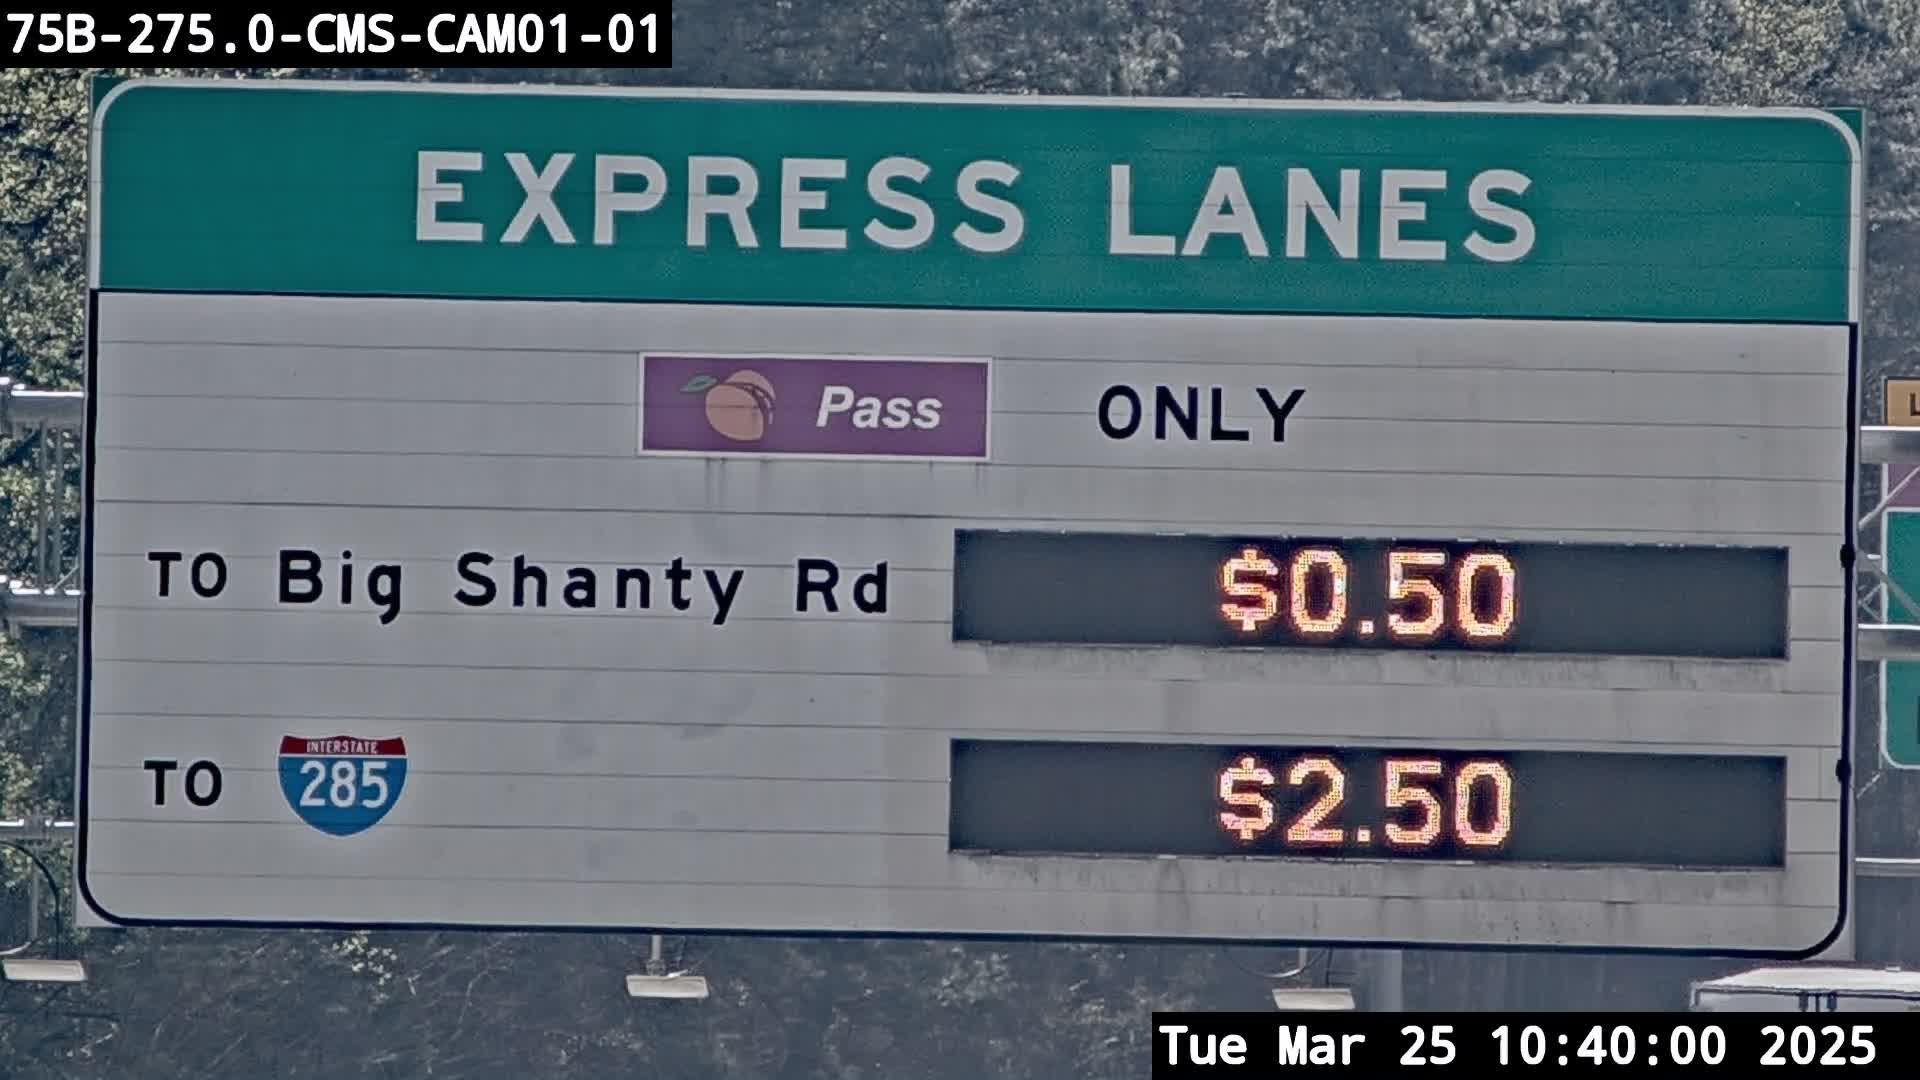 75B-275.0-CMS-CAM01-01
EXPRESS LANES
Pass ONLY
TO Big Shanty Rd $0.50
INTERSTATE
TO 285 $2.50
Tue Mar 25 10:40:00 2025